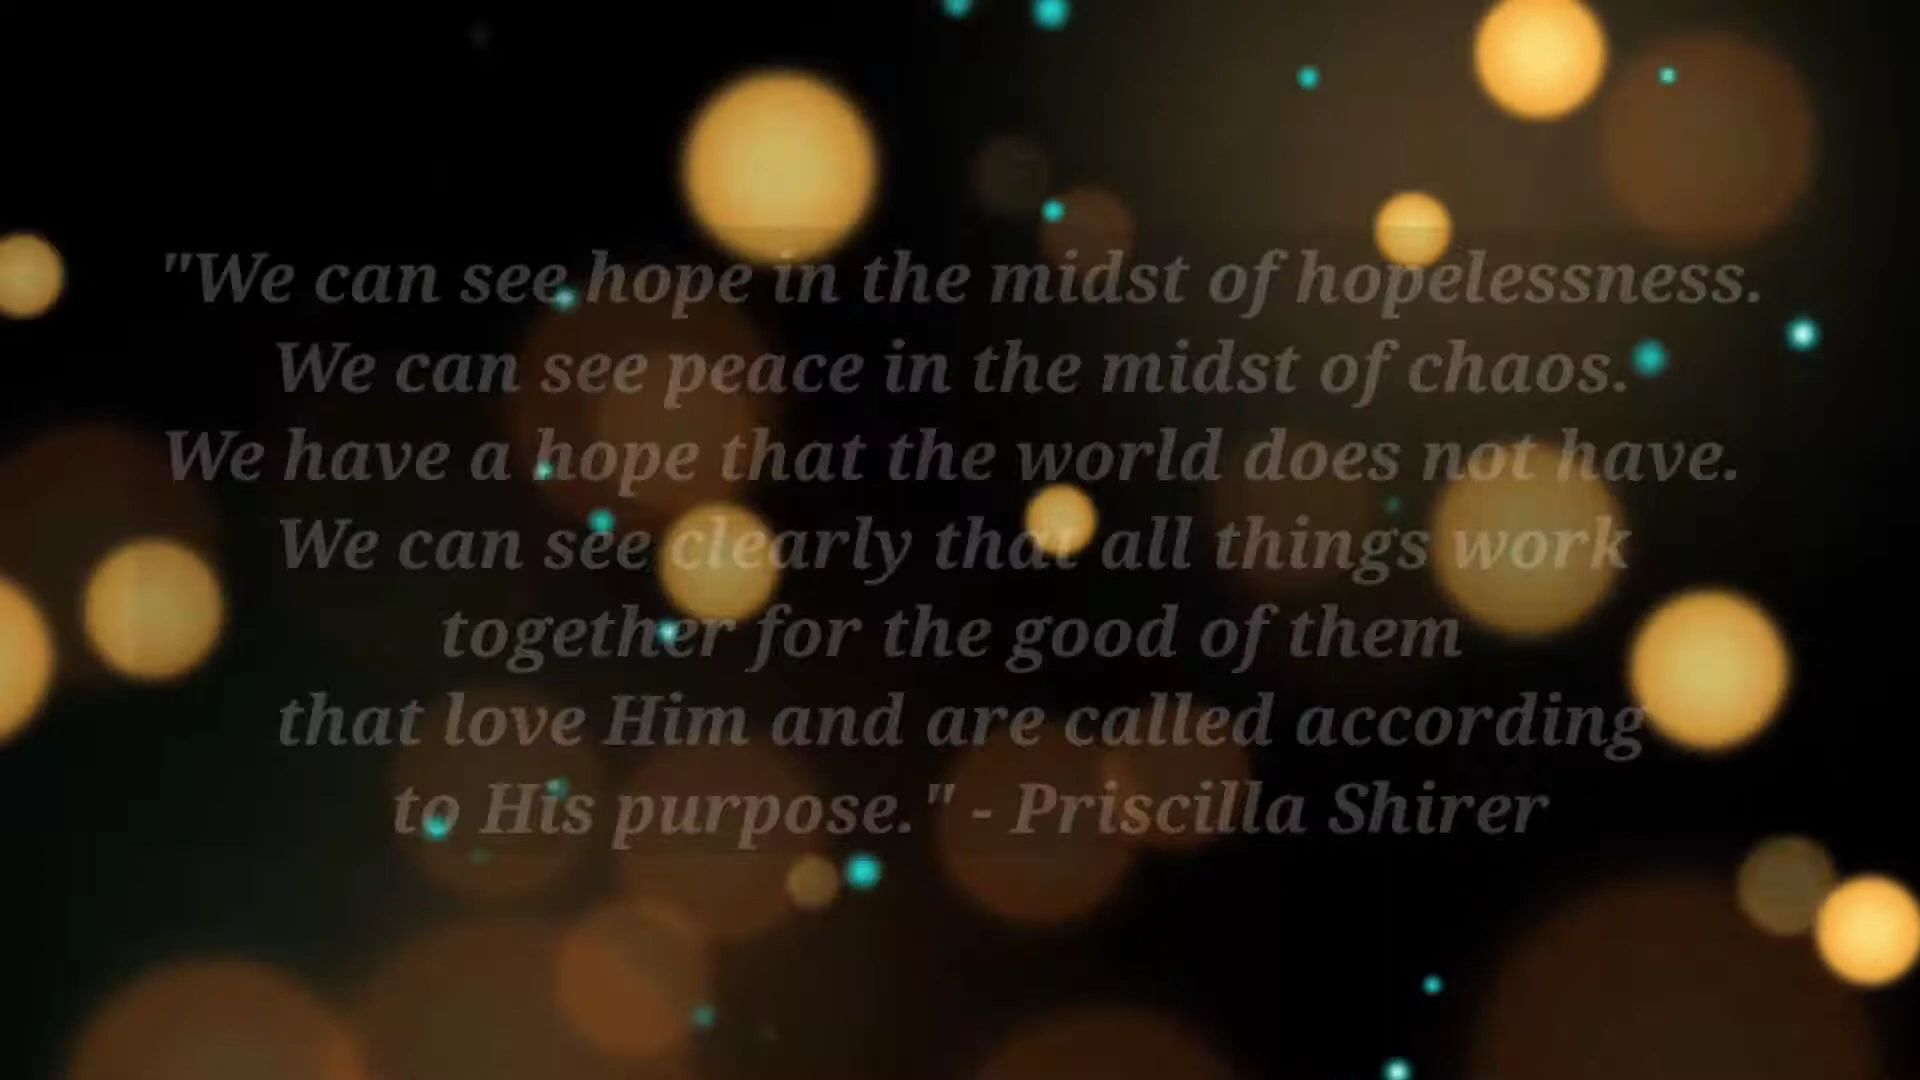 "We can see hope in the midst of hopelessness.
We can see peace in the midst of chaos.
We have a hope that the world does not have.
We can see clearly that all things work
together for the good of them
that love Him and are called according
to His purpose." - Priscilla Shirer